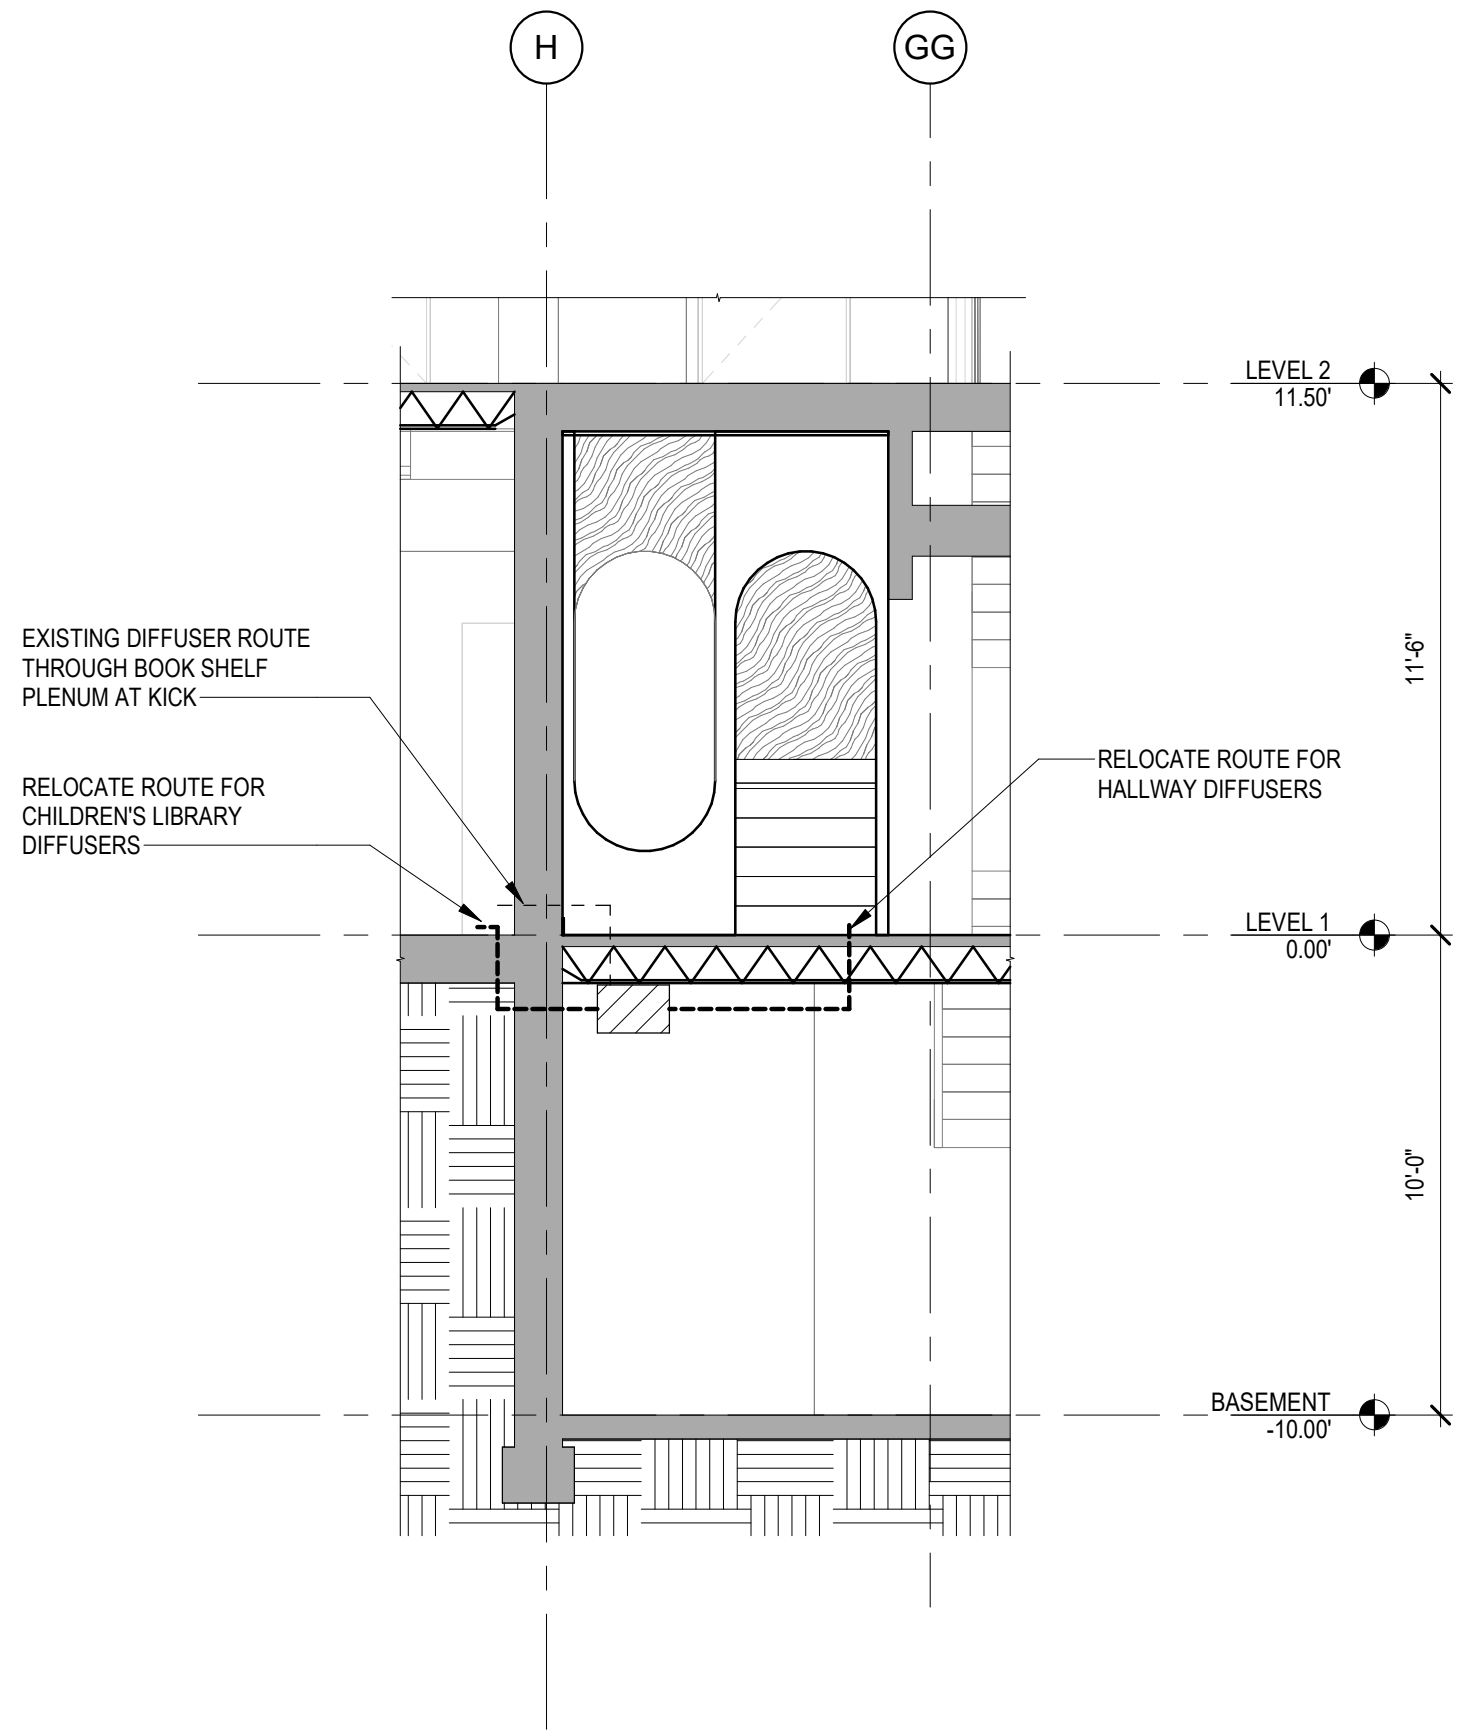 H
GG
LEVEL 2
11.50'
EXISTING DIFFUSER ROUTE
THROUGH BOOK SHELF
PLENUM AT KICK
11'-6"
RELOCATE ROUTE FOR
HALLWAY DIFFUSERS
RELOCATE ROUTE FOR
CHILDREN'S LIBRARY
DIFFUSERS
LEVEL 1
0.00'
10'-0"
BASEMENT
-10.00'